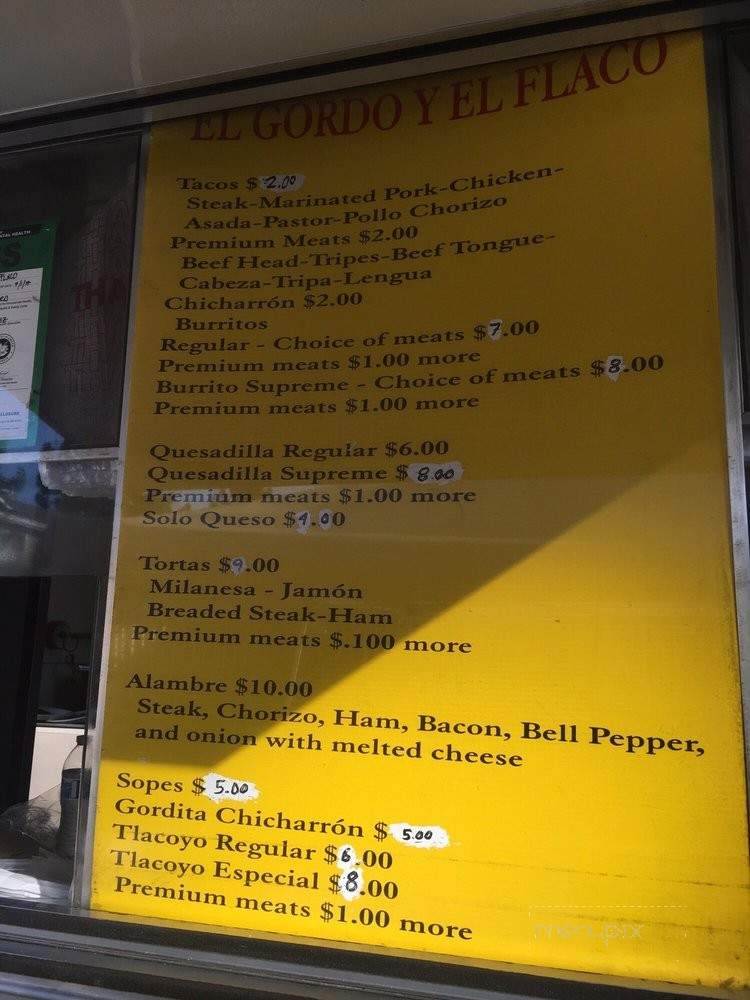 EL GORDO Y EL FLACO
Tacos $2.00
Steak-Marinated Pork-Chicken-
Asada-Pastor-Pollo Chorizo
Premium Meats $2.00
Beef Head-Tripes-Beef Tongue-
Cabeza-Tripa-Lengua
Chicharrón $2.00
Burritos
Regular - Choice of meats $7.00
Premium meats $1.00 more
Burrito Supreme - Choice of meats $8.00
Premium meats $1.00 more
Quesadilla Regular $6.00
Quesadilla Supreme $8.00
Premium meats $1.00 more
Solo Queso $4.00
Tortas $9.00
Milanesa - Jamón
Breaded Steak-Ham
Premium meats $.100 more
Alambre $10.00
Steak, Chorizo, Ham, Bacon, Bell Pepper,
and onion with melted cheese
Sopes $5.00
Gordita Chicharrón $5.00
Tlacoyo Regular $6.00
Tlacoyo Especial $8.00
Premium meats $1.00 more
menupix
THA